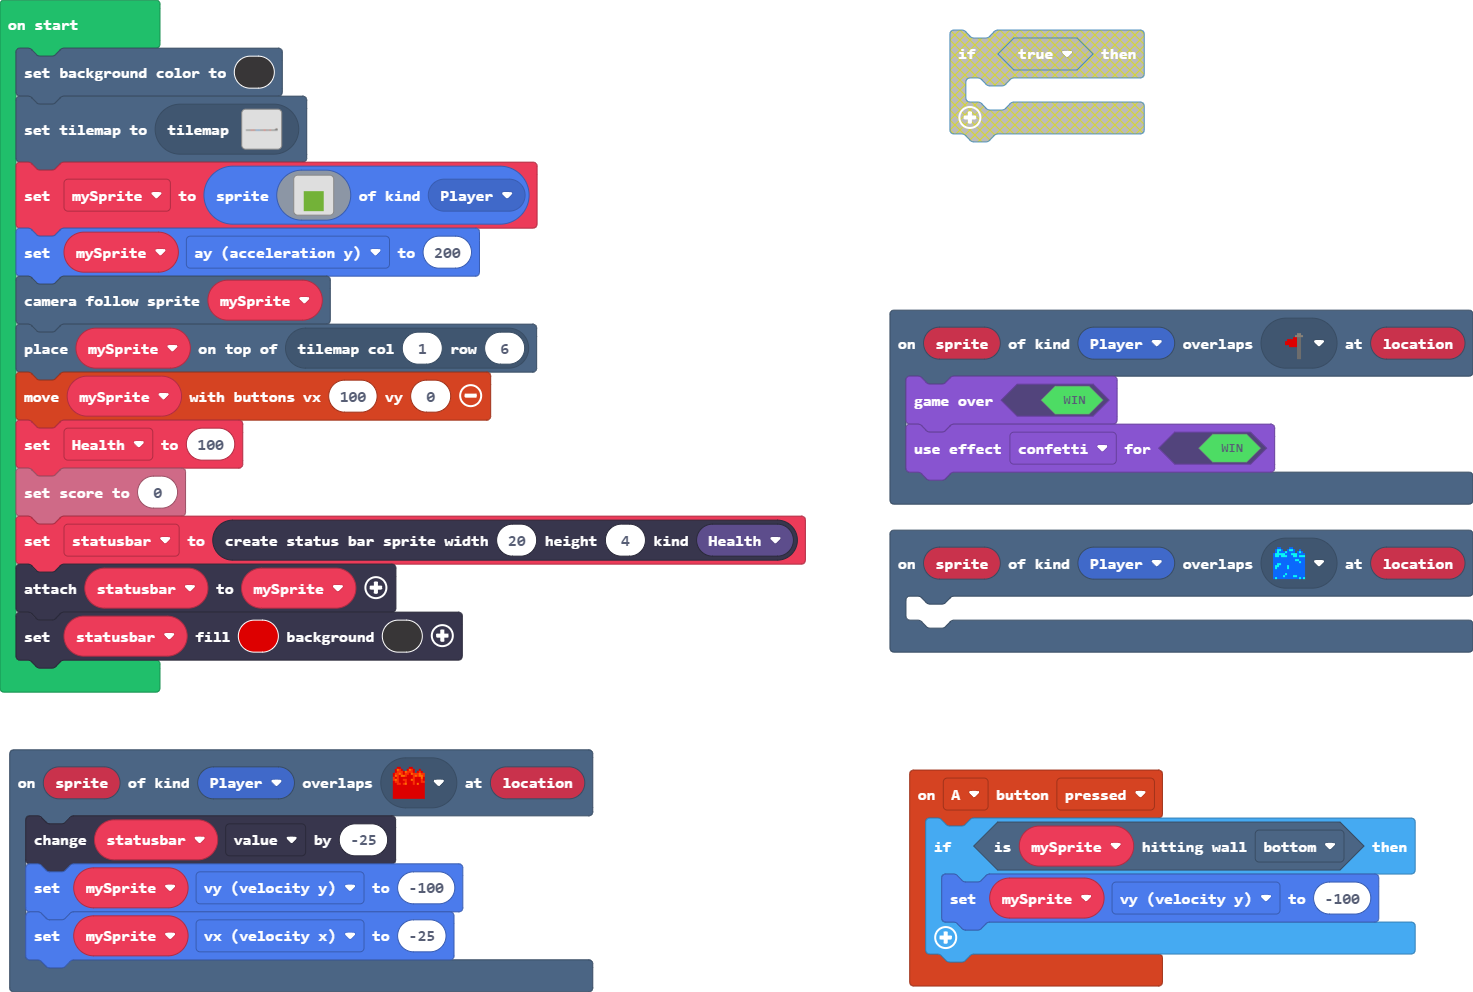 on start
set background color to
set tilemap to tilemap
set mySprite to sprite of kind Player
set mySprite ay (acceleration y) to 200
camera follow sprite mySprite
place mySprite on top of tilemap col 1 row 6
move mySprite with buttons vx 100 vy 0
set Health to 100
set score to 0
set statusbar to create status bar sprite width 20 height 4 kind Health
attach statusbar to mySprite
set statusbar fill background
on sprite of kind Player overlaps at location
change statusbar value by -25
set mySprite vy (velocity y) to -100
set mySprite vx (velocity x) to -25
if true then
on sprite of kind Player overlaps at location
game over WIN
use effect confetti for WIN
on sprite of kind Player overlaps at location
on A button pressed
if is mySprite hitting wall bottom then
set mySprite vy (velocity y) to -100